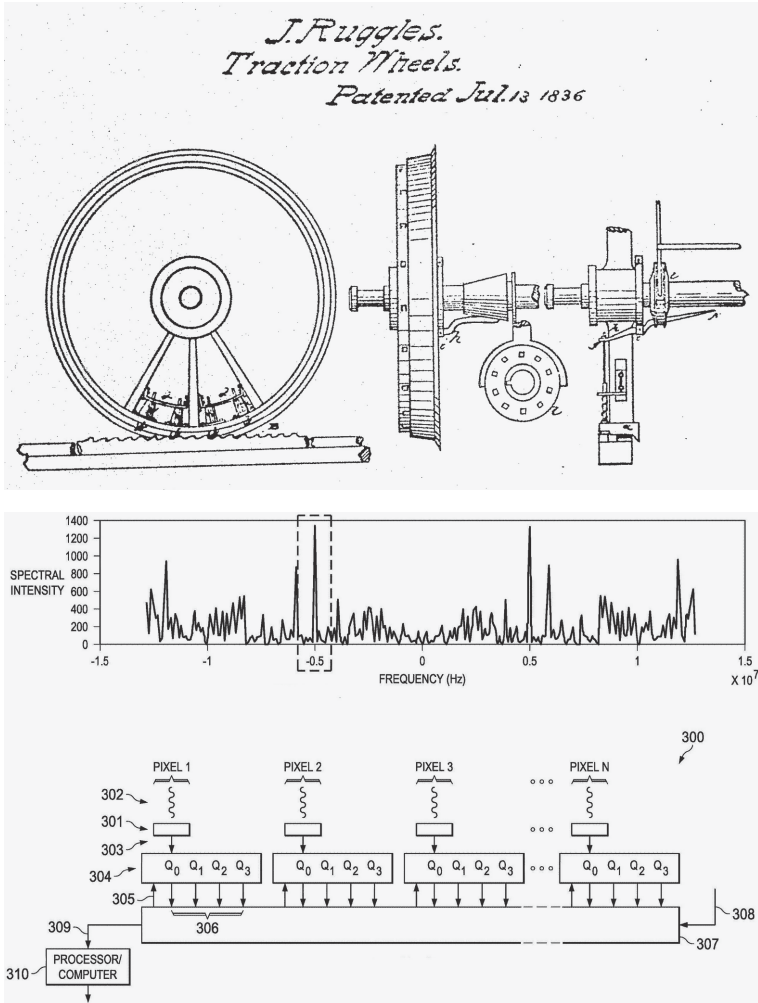 J. Ruggles.
Traction Wheels.
Patented Jul. 13 1836
1400
1200
1000
800
600
400
200
0
SPECTRAL
INTENSITY
-1.5 -1 -0.5 0 0.5 1 1.5
FREQUENCY (Hz)
X 10⁷
300
PIXEL 1 PIXEL 2 PIXEL 3 PIXEL N
302
301
303
304 Q₀ Q₁ Q₂ Q₃ Q₀ Q₁ Q₂ Q₃ Q₀ Q₁ Q₂ Q₃ Q₀ Q₁ Q₂ Q₃
305
306
308
309
307
310 PROCESSOR/
COMPUTER